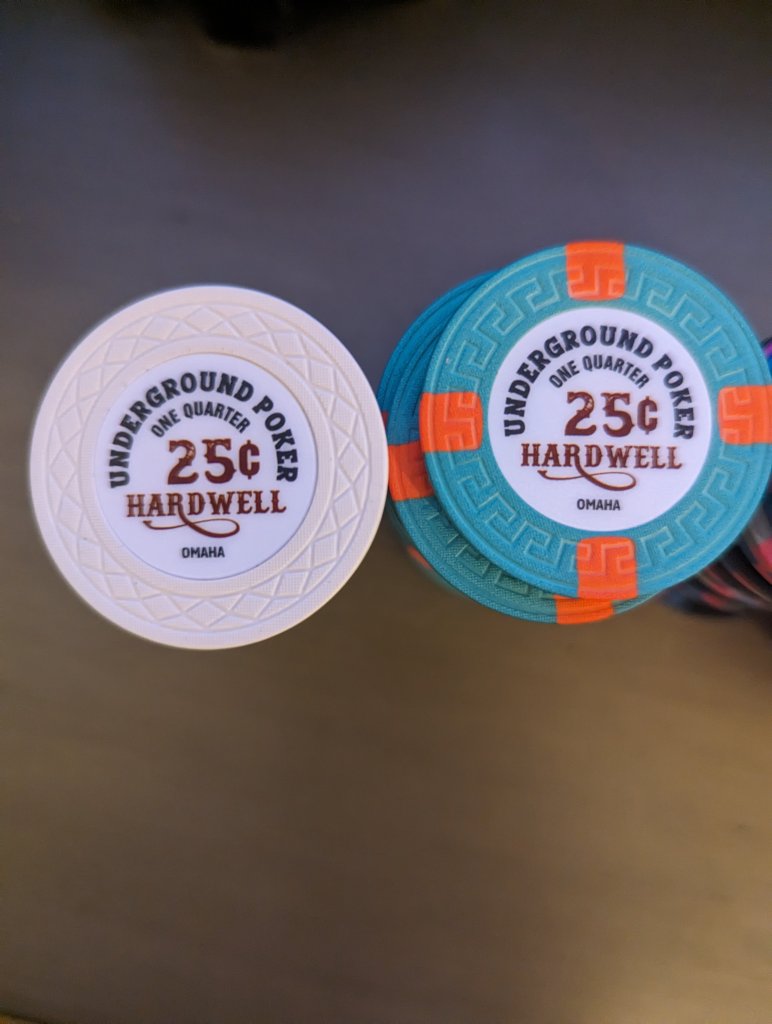 UNDERGROUND POKER
ONE QUARTER
25¢
HARDWELL
OMAHA
UNDERGROUND POKER
ONE QUARTER
25¢
HARDWELL
OMAHA